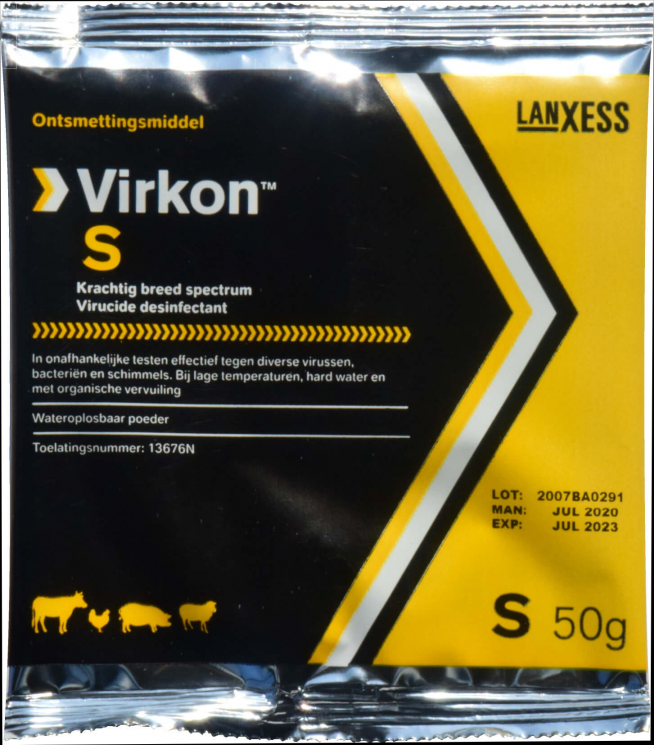 Ontsmettingsmiddel
LANXESS
Virkon™
S
Krachtig breed spectrum
Virucide desinfectant
In onafhankelijke testen effectief tegen diverse virussen,
bacteriën en schimmels. Bij lage temperaturen, hard water en
met organische vervuiling
Wateroplosbaar poeder
Toelatingsnummer: 13676N
LOT: 2007BA0291
MAN: JUL 2020
EXP: JUL 2023
S 50g